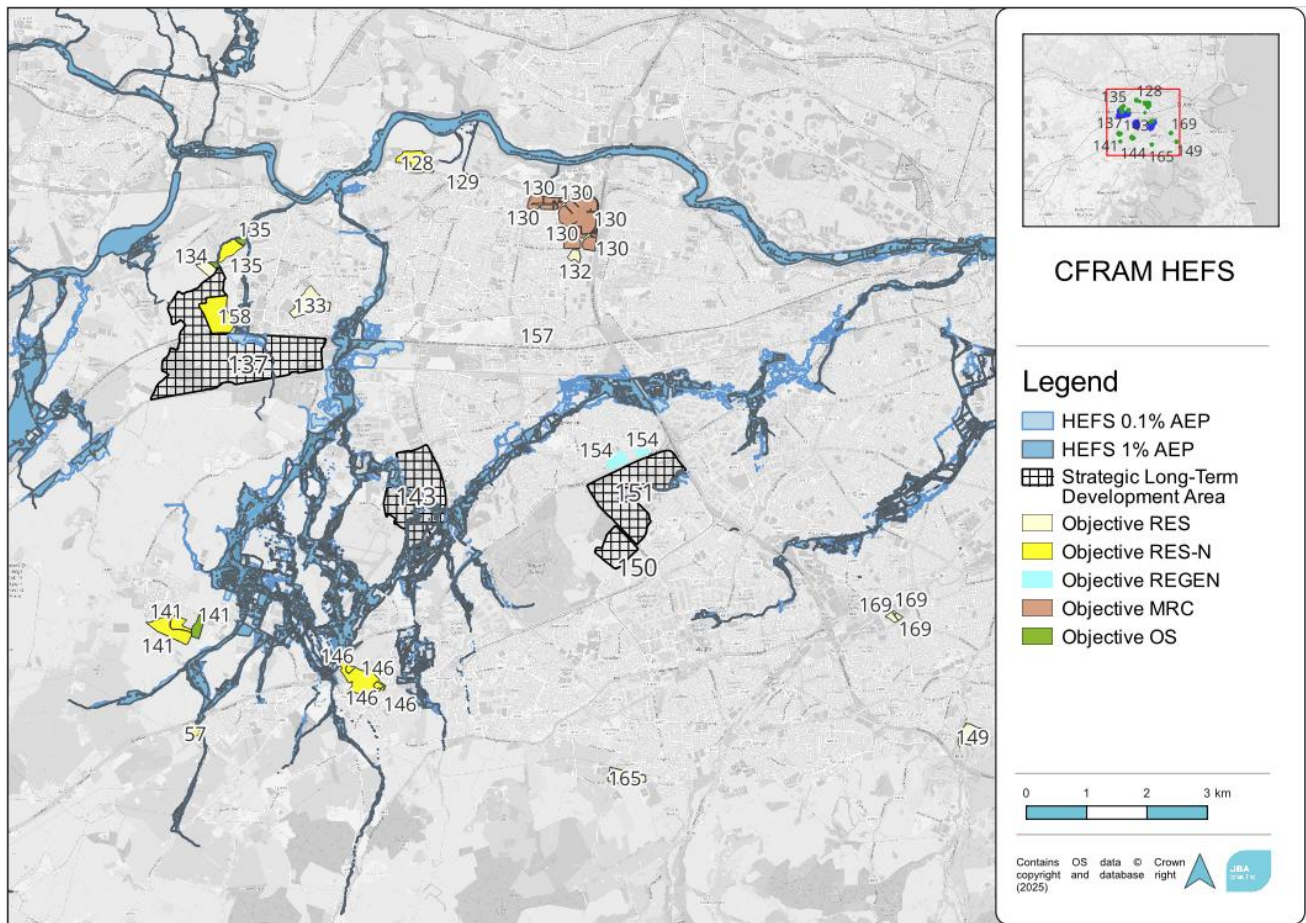 128
129
130 130
130 130
130
130
132
135
134
135
133
158
157
137
154
154
143
151
150
141 141
141
169
169
169
146
146
146
146
57
149
165
135
128
137
169
141
144
165
149
CFRAM HEFS
Legend
HEFS 0.1% AEP
HEFS 1% AEP
Strategic Long-Term
Development Area
Objective RES
Objective RES-N
Objective REGEN
Objective MRC
Objective OS
0 1 2 3 km
Contains OS data © Crown
copyright and database right
(2025)
JBA